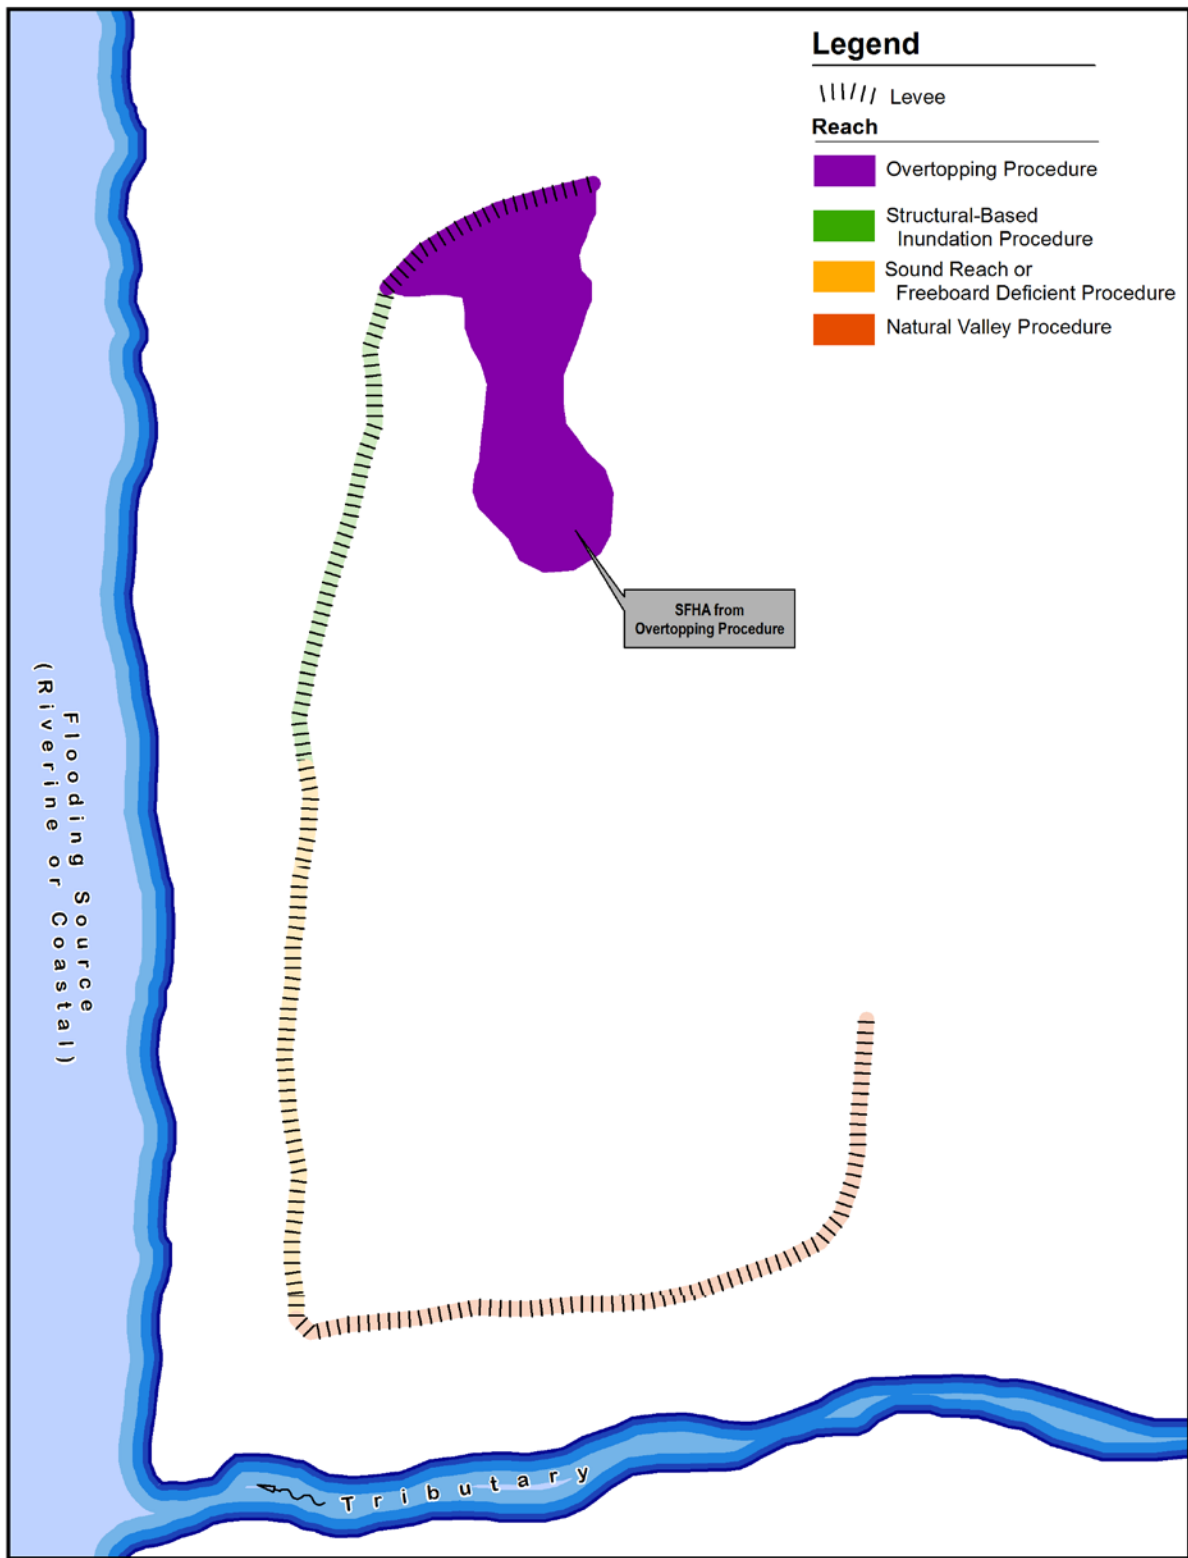 Legend
Levee
Reach
Overtopping Procedure
Structural-Based
Inundation Procedure
Sound Reach or
Freeboard Deficient Procedure
Natural Valley Procedure
SFHA from
Overtopping Procedure
Flooding Source
(Riverine or Coastal)
Tributary